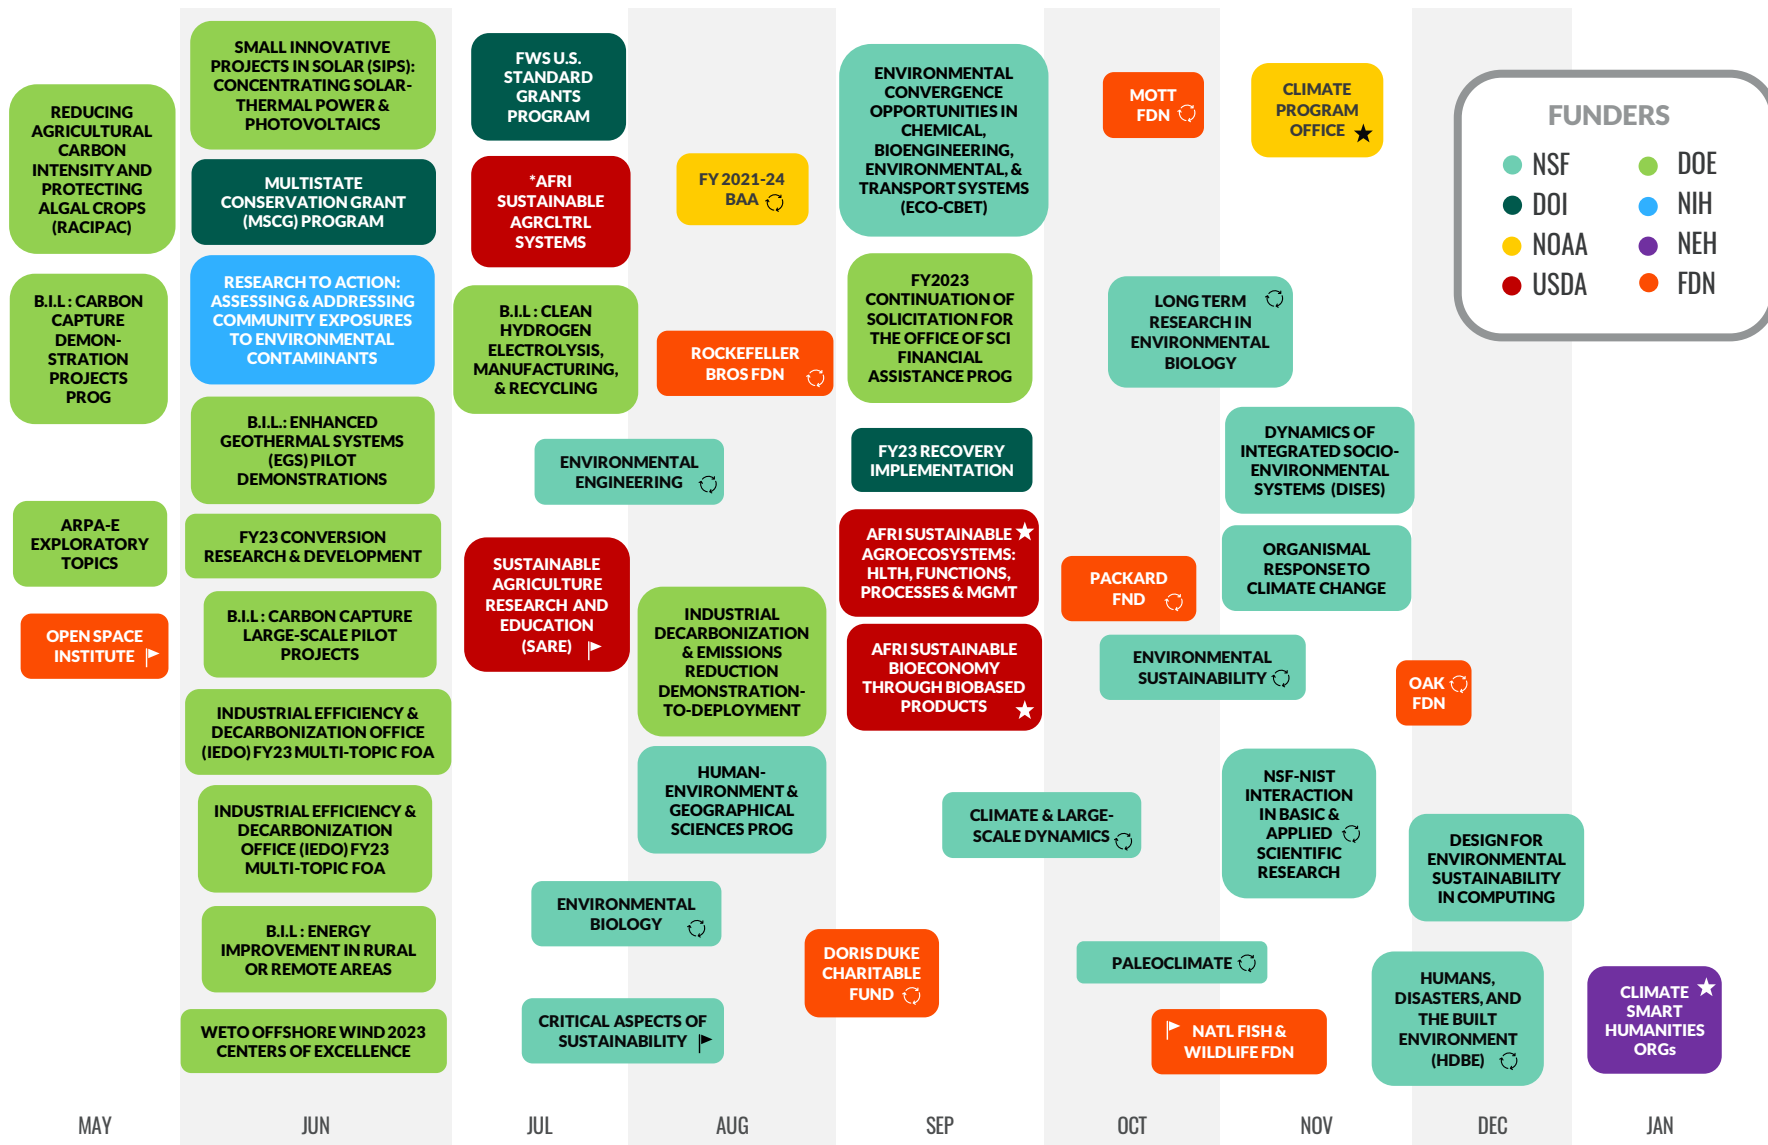 REDUCING
AGRICULTURAL
CARBON
INTENSITY AND
PROTECTING
ALGAL CROPS
(RACIPAC)
B.I.L: CARBON
CAPTURE
DEMON-
STRATION
PROJECTS
PROG
ARPA-E
EXPLORATORY
TOPICS
OPEN SPACE
INSTITUTE
SMALL INNOVATIVE
PROJECTS IN SOLAR (SIPS):
CONCENTRATING SOLAR-
THERMAL POWER &
PHOTOVOLTAICS
MULTISTATE
CONSERVATION GRANT
(MSCG) PROGRAM
RESEARCH TO ACTION:
ASSESSING & ADDRESSING
COMMUNITY EXPOSURES
TO ENVIRONMENTAL
CONTAMINANTS
B.I.L.: ENHANCED
GEOTHERMAL SYSTEMS
(EGS) PILOT
DEMONSTRATIONS
FY23 CONVERSION
RESEARCH & DEVELOPMENT
B.I.L: CARBON CAPTURE
LARGE-SCALE PILOT
PROJECTS
INDUSTRIAL EFFICIENCY &
DECARBONIZATION OFFICE
(IEDO) FY23 MULTI-TOPIC FOA
INDUSTRIAL EFFICIENCY &
DECARBONIZATION
OFFICE (IEDO) FY23
MULTI-TOPIC FOA
B.I.L: ENERGY
IMPROVEMENT IN RURAL
OR REMOTE AREAS
WETO OFFSHORE WIND 2023
CENTERS OF EXCELLENCE
FWS U.S.
STANDARD
GRANTS
PROGRAM
*AFRI
SUSTAINABLE
AGRCLTRL
SYSTEMS
B.I.L: CLEAN
HYDROGEN
ELECTROLYSIS,
MANUFACTURING,
& RECYCLING
ENVIRONMENTAL
ENGINEERING
SUSTAINABLE
AGRICULTURE
RESEARCH AND
EDUCATION
(SARE)
ENVIRONMENTAL
BIOLOGY
CRITICAL ASPECTS OF
SUSTAINABILITY
FY 2021-24
BAA
ROCKEFELLER
BROS FDN
INDUSTRIAL
DECARBONIZATION
& EMISSIONS
REDUCTION
DEMONSTRATION-
TO-DEPLOYMENT
HUMAN-
ENVIRONMENT &
GEOGRAPHICAL
SCIENCES PROG
DORIS DUKE
CHARITABLE
FUND
ENVIRONMENTAL
CONVERGENCE
OPPORTUNITIES IN
CHEMICAL,
BIOENGINEERING,
ENVIRONMENTAL, &
TRANSPORT SYSTEMS
(ECO-CBET)
FY2023
CONTINUATION OF
SOLICITATION FOR
THE OFFICE OF SCI
FINANCIAL
ASSISTANCE PROG
FY23 RECOVERY
IMPLEMENTATION
AFRI SUSTAINABLE
AGROECOSYSTEMS:
HLTH, FUNCTIONS,
PROCESSES & MGMT
AFRI SUSTAINABLE
BIOECONOMY
THROUGH BIOBASED
PRODUCTS
CLIMATE & LARGE-
SCALE DYNAMICS
MOTT
FDN
LONG TERM
RESEARCH IN
ENVIRONMENTAL
BIOLOGY
PACKARD
FND
ENVIRONMENTAL
SUSTAINABILITY
PALEOCLIMATE
NATL FISH &
WILDLIFE FDN
CLIMATE
PROGRAM
OFFICE
DYNAMICS OF
INTEGRATED SOCIO-
ENVIRONMENTAL
SYSTEMS (DISES)
ORGANISMAL
RESPONSE TO
CLIMATE CHANGE
OAK
FDN
NSF-NIST
INTERACTION
IN BASIC &
APPLIED
SCIENTIFIC
RESEARCH
DESIGN FOR
ENVIRONMENTAL
SUSTAINABILITY
IN COMPUTING
HUMANS,
DISASTERS, AND
THE BUILT
ENVIRONMENT
(HDBE)
CLIMATE
SMART
HUMANITIES
ORGs
FUNDERS
NSF
DOE
DOI
NIH
NOAA
NEH
USDA
FDN
MAY
JUN
JUL
AUG
SEP
OCT
NOV
DEC
JAN